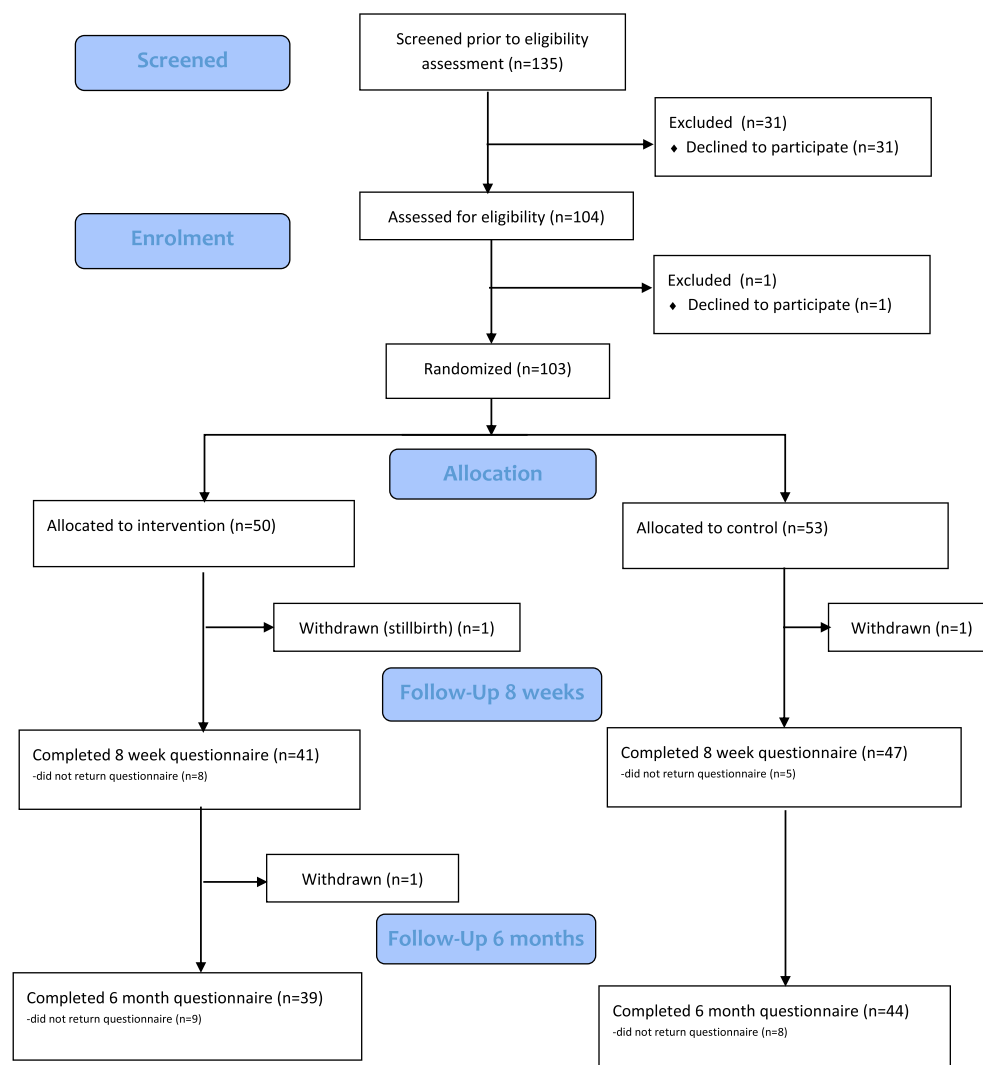 Screened
Screened prior to eligibility
assessment (n=135)
Excluded  (n=31)
♦ Declined to participate (n=31)
Enrolment
Assessed for eligibility (n=104)
Excluded  (n=1)
♦ Declined to participate (n=1)
Randomized (n=103)
Allocation
Allocated to intervention (n=50)
Allocated to control (n=53)
Withdrawn (stillbirth) (n=1)
Withdrawn (n=1)
Follow-Up 8 weeks
Completed 8 week questionnaire (n=41)
-did not return questionnaire (n=8)
Completed 8 week questionnaire (n=47)
-did not return questionnaire (n=5)
Withdrawn (n=1)
Follow-Up 6 months
Completed 6 month questionnaire (n=39)
-did not return questionnaire (n=9)
Completed 6 month questionnaire (n=44)
-did not return questionnaire (n=8)